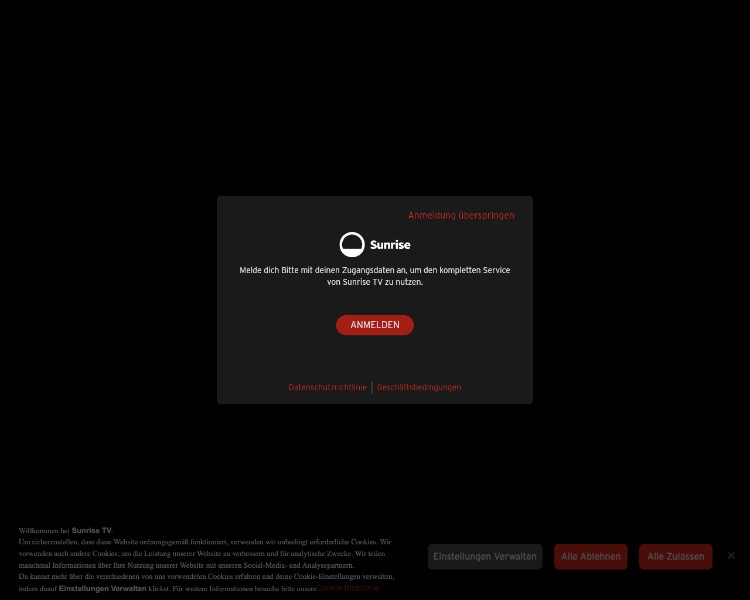 Anmeldung überspringen
Sunrise
Melde dich Bitte mit deinen Zugangsdaten an, um den kompletten Service
von Sunrise TV zu nutzen.
ANMELDEN
Datenschutzrichtlinie | Geschäftsbedingungen
Willkommen bei Sunrise TV
Um sicherzustellen, dass diese Website ordnungsgemäß funktioniert, verwenden wir unbedingt erforderliche Cookies. Wir
verwenden auch andere Cookies, um die Leistung unserer Website zu verbessern und für analytische Zwecke. Wir teilen
manchmal Informationen über Ihre Nutzung unserer Website mit unseren Social-Media- und Analysepartnern.
Du kannst mehr über die verschiedenen von uns verwendeten Cookies erfahren und deine Cookie-Einstellungen verwalten,
indem du auf Einstellungen Verwalten klickst. Für weitere Informationen besuche bitte unsere Cookie-Richtlinie
Einstellungen Verwalten
Alle Ablehnen
Alle Zulassen